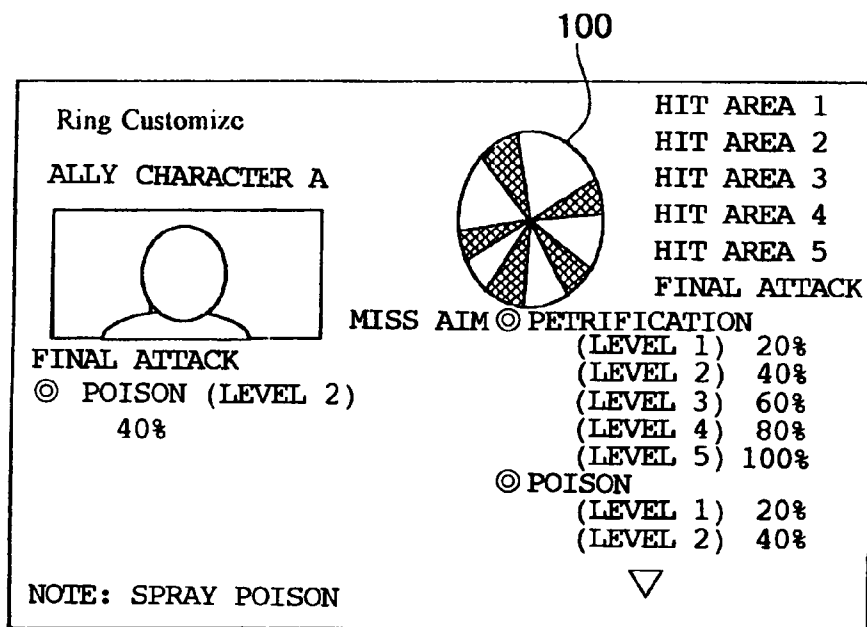 100
Ring Customize
ALLY CHARACTER A
HIT AREA 1
HIT AREA 2
HIT AREA 3
HIT AREA 4
HIT AREA 5
FINAL ATTACK
FINAL ATTACK
◎ POISON (LEVEL 2)
40%
MISS AIM ◎ PETRIFICATION
(LEVEL 1) 20%
(LEVEL 2) 40%
(LEVEL 3) 60%
(LEVEL 4) 80%
(LEVEL 5) 100%
◎ POISON
(LEVEL 1) 20%
(LEVEL 2) 40%
NOTE: SPRAY POISON